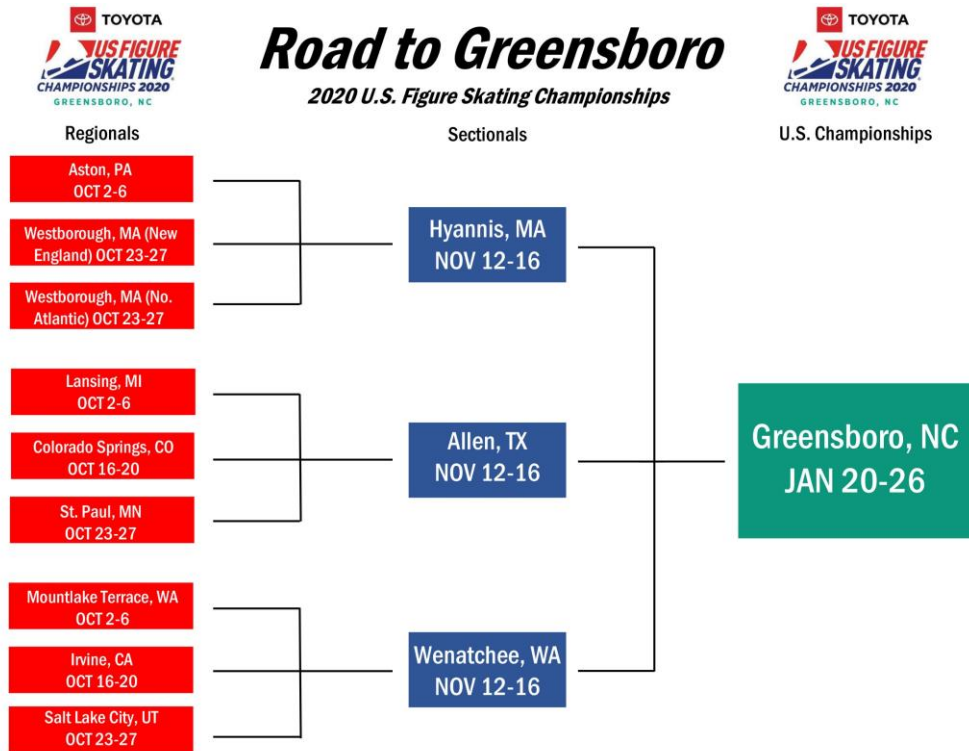 TOYOTA
US FIGURE
SKATING
CHAMPIONSHIPS 2020
GREENSBORO, NC
Road to Greensboro
2020 U.S. Figure Skating Championships
TOYOTA
US FIGURE
SKATING
CHAMPIONSHIPS 2020
GREENSBORO, NC
Regionals
Sectionals
U.S. Championships
Aston, PA
OCT 2-6
Westborough, MA (New
England) OCT 23-27
Westborough, MA (No.
Atlantic) OCT 23-27
Hyannis, MA
NOV 12-16
Lansing, MI
OCT 2-6
Colorado Springs, CO
OCT 16-20
St. Paul, MN
OCT 23-27
Allen, TX
NOV 12-16
Greensboro, NC
JAN 20-26
Mountlake Terrace, WA
OCT 2-6
Irvine, CA
OCT 16-20
Salt Lake City, UT
OCT 23-27
Wenatchee, WA
NOV 12-16